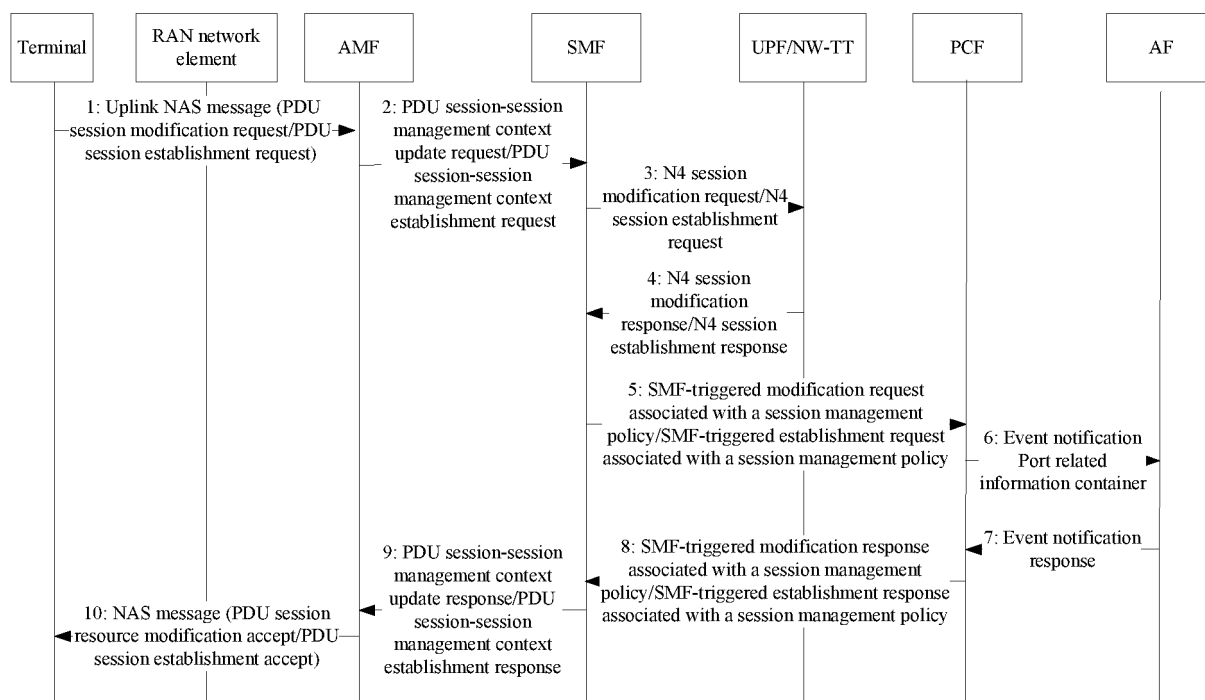 Terminal
RAN network
element
AMF
SMF
UPF/NW-TT
PCF
AF
1: Uplink NAS message (PDU
session modification request/PDU
session establishment request)
2: PDU session-session
management context
update request/PDU
session-session
management context
establishment request
3: N4 session
modification request/N4
session establishment
request
4: N4 session
modification
response/N4 session
establishment response
5: SMF-triggered modification request
associated with a session management
policy/SMF-triggered establishment request
associated with a session management policy
6: Event notification
Port related
information container
7: Event notification
response
8: SMF-triggered modification response
associated with a session management
policy/SMF-triggered establishment response
associated with a session management policy
9: PDU session-session
management context
update response/PDU
session-session
management context
establishment response
10: NAS message (PDU session
resource modification accept/PDU
session establishment accept)